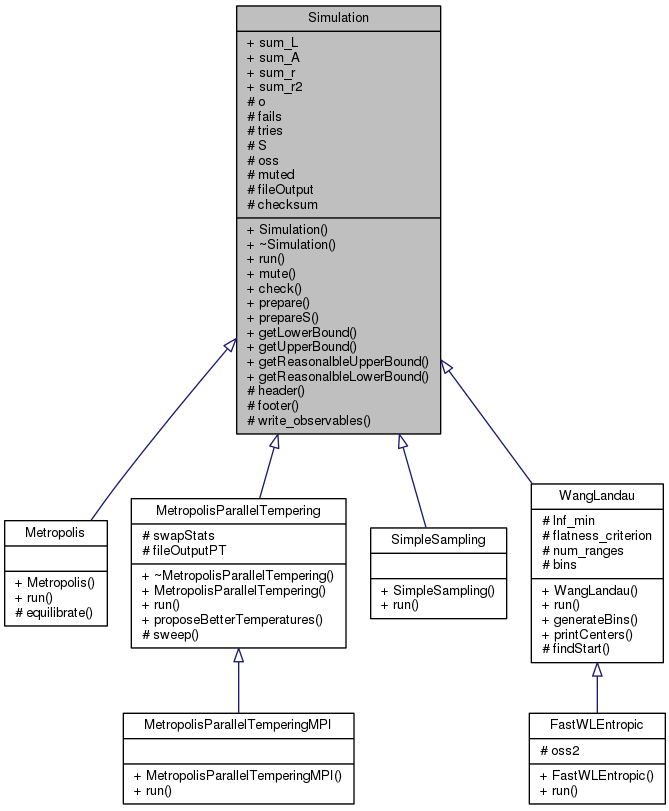 Simulation
+ sum_L
+ sum_A
+ sum_r
+ sum_r2
# o
# fails
# tries
# S
# oss
# muted
# fileOutput
# checksum
+ Simulation()
+ ~Simulation()
+ run()
+ mute()
+ check()
+ prepare()
+ prepareS()
+ getLowerBound()
+ getUpperBound()
+ getReasonalbleUpperBound()
+ getReasonalbleLowerBound()
# header()
# footer()
# write_observables()
Metropolis
+ Metropolis()
+ run()
# equilibrate()
MetropolisParallelTempering
# swapStats
# fileOutputPT
+ ~MetropolisParallelTempering()
+ MetropolisParallelTempering()
+ run()
+ proposeBetterTemperatures()
# sweep()
SimpleSampling
+ SimpleSampling()
+ run()
WangLandau
# lnf_min
# flatness_criterion
# num_ranges
# bins
+ WangLandau()
+ run()
+ generateBins()
+ printCenters()
# findStart()
MetropolisParallelTemperingMPI
+ MetropolisParallelTemperingMPI()
+ run()
FastWLEntropic
# oss2
+ FastWLEntropic()
+ run()